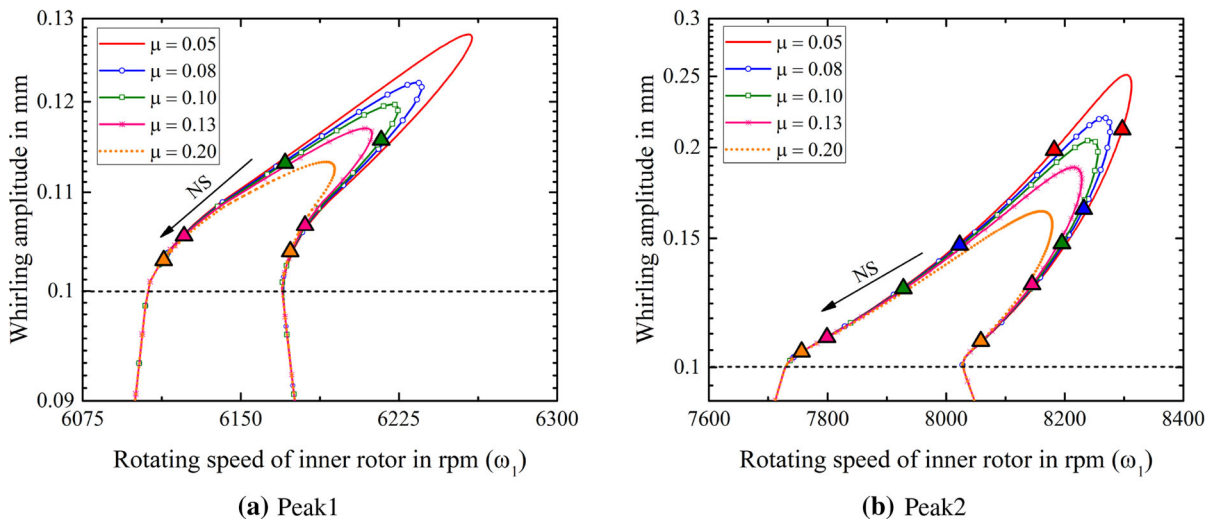 0.13
0.12
0.11
0.1
0.09
Whirling amplitude in mm
μ = 0.05
μ = 0.08
μ = 0.10
μ = 0.13
μ = 0.20
NS
6075
6150
6225
6300
Rotating speed of inner rotor in rpm (ω1)
(a) Peak1
0.3
0.25
0.2
0.15
0.1
Whirling amplitude in mm
μ = 0.05
μ = 0.08
μ = 0.10
μ = 0.13
μ = 0.20
NS
7600
7800
8000
8200
8400
Rotating speed of inner rotor in rpm (ω1)
(b) Peak2